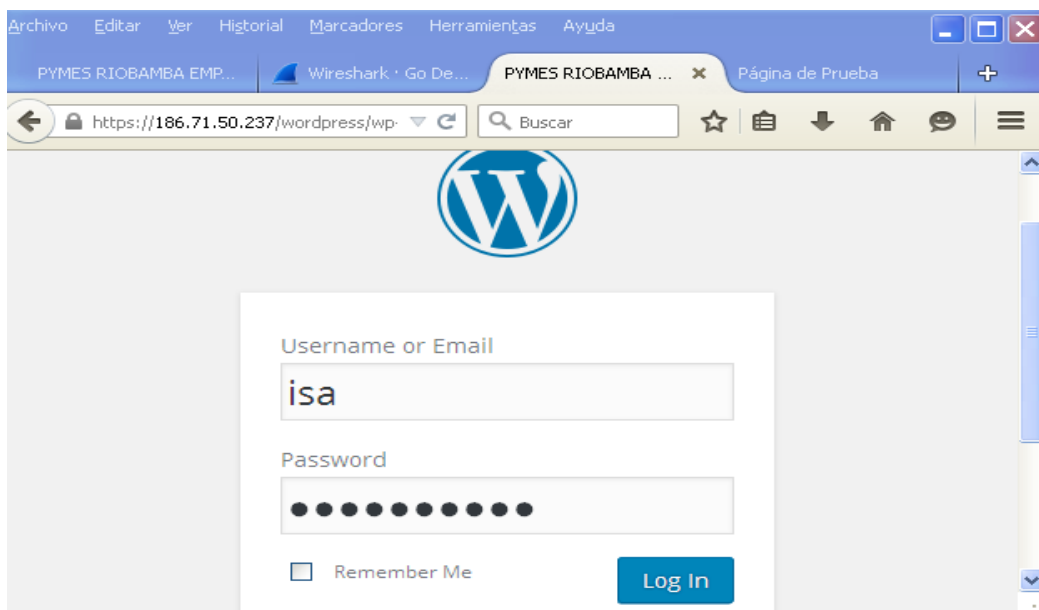 Archivo Editar Ver Historial Marcadores Herramientas Ayuda
PYMES RIOBAMBA EMP... Wireshark · Go De... PYMES RIOBAMBA ... Página de Prueba
https://186.71.50.237/wordpress/wp- Buscar
Username or Email
isa
Password
●●●●●●●●●●
Remember Me Log In